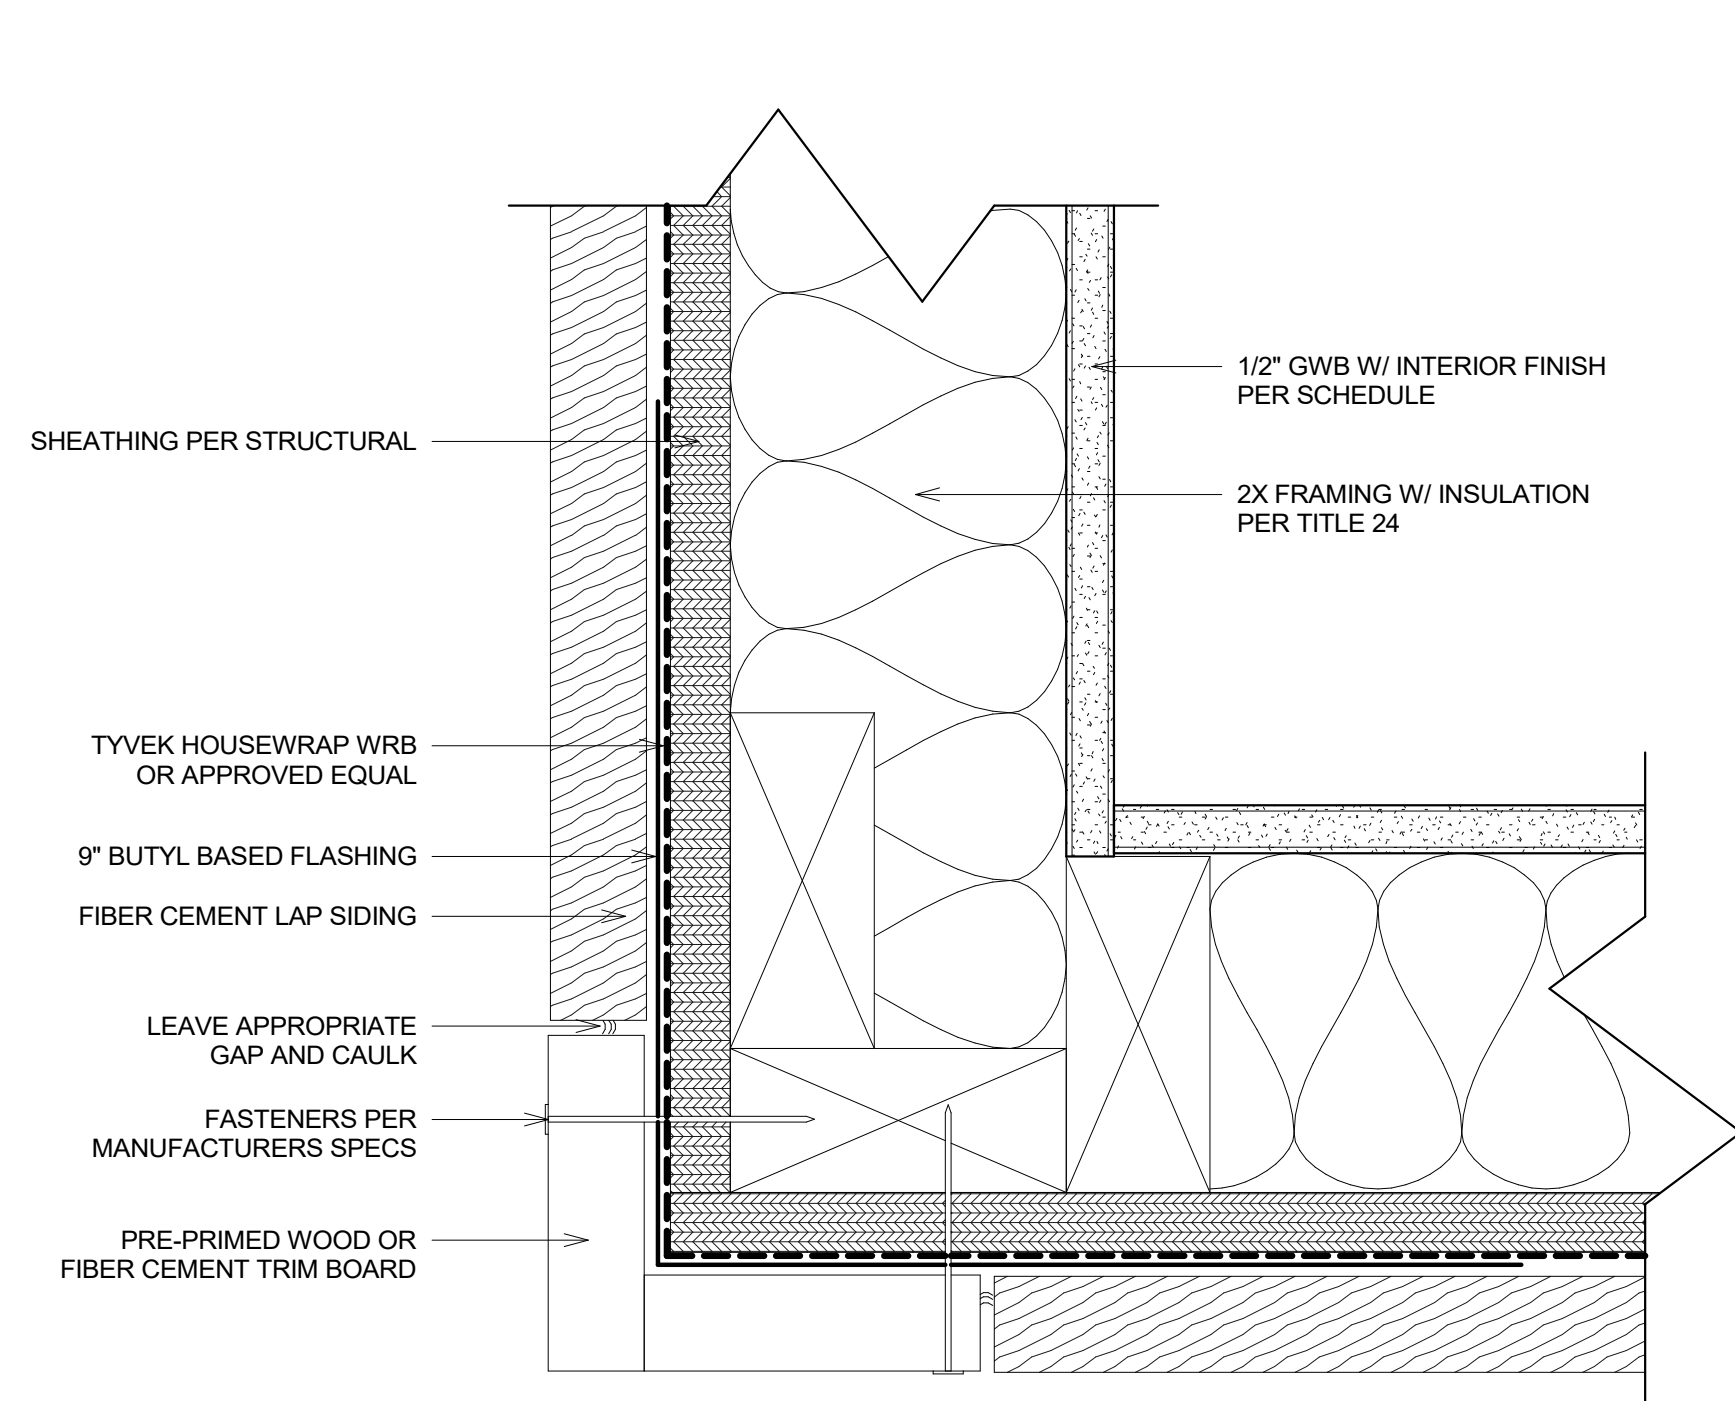 1/2" GWB W/ INTERIOR FINISH
PER SCHEDULE
SHEATHING PER STRUCTURAL
2X FRAMING W/ INSULATION
PER TITLE 24
TYVEK HOUSEWRAP WRB
OR APPROVED EQUAL
9" BUTYL BASED FLASHING
FIBER CEMENT LAP SIDING
LEAVE APPROPRIATE
GAP AND CAULK
FASTENERS PER
MANUFACTURERS SPECS
PRE-PRIMED WOOD OR
FIBER CEMENT TRIM BOARD